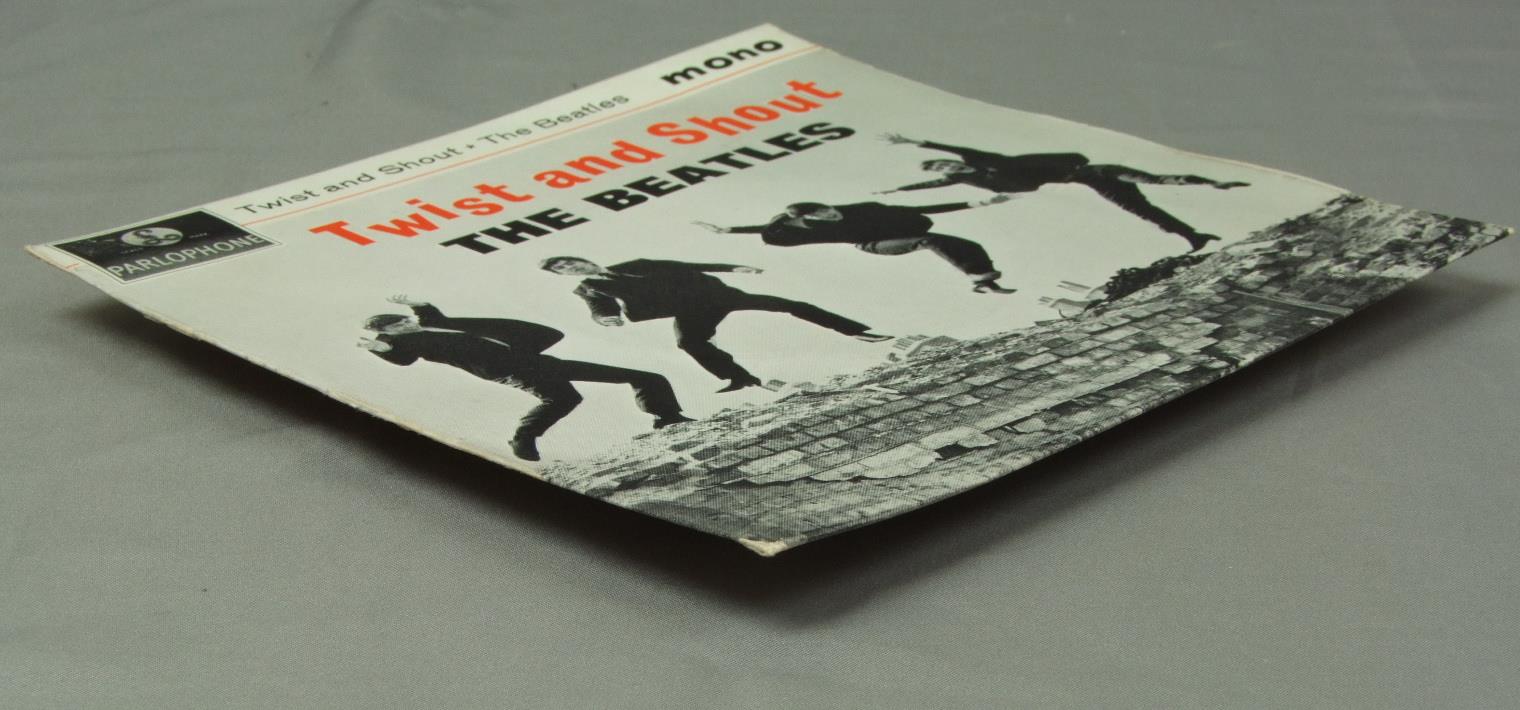 PARLOPHONE
Twist and Shout ★ The Beatles
mono
Twist and Shout
THE BEATLES